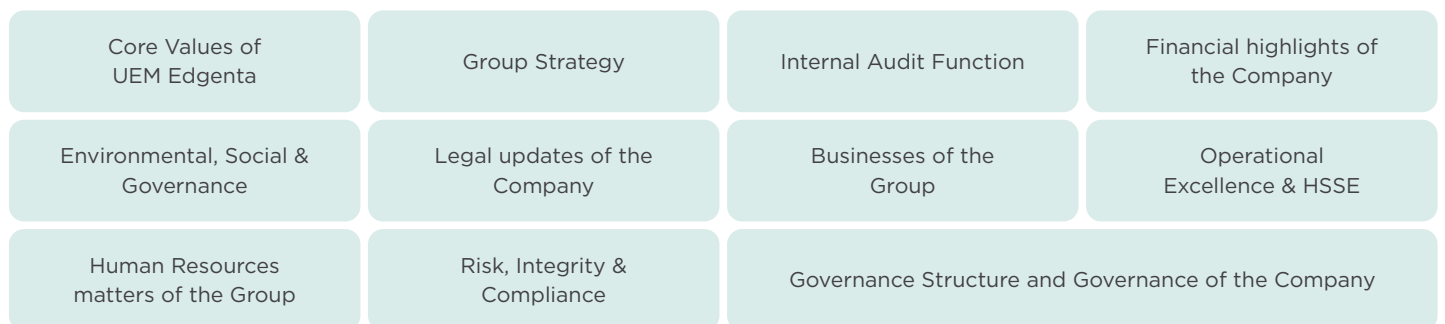 Core Values of
UEM Edgenta
Group Strategy
Internal Audit Function
Financial highlights of
the Company
Environmental, Social &
Governance
Legal updates of the
Company
Businesses of the
Group
Operational
Excellence & HSSE
Human Resources
matters of the Group
Risk, Integrity &
Compliance
Governance Structure and Governance of the Company